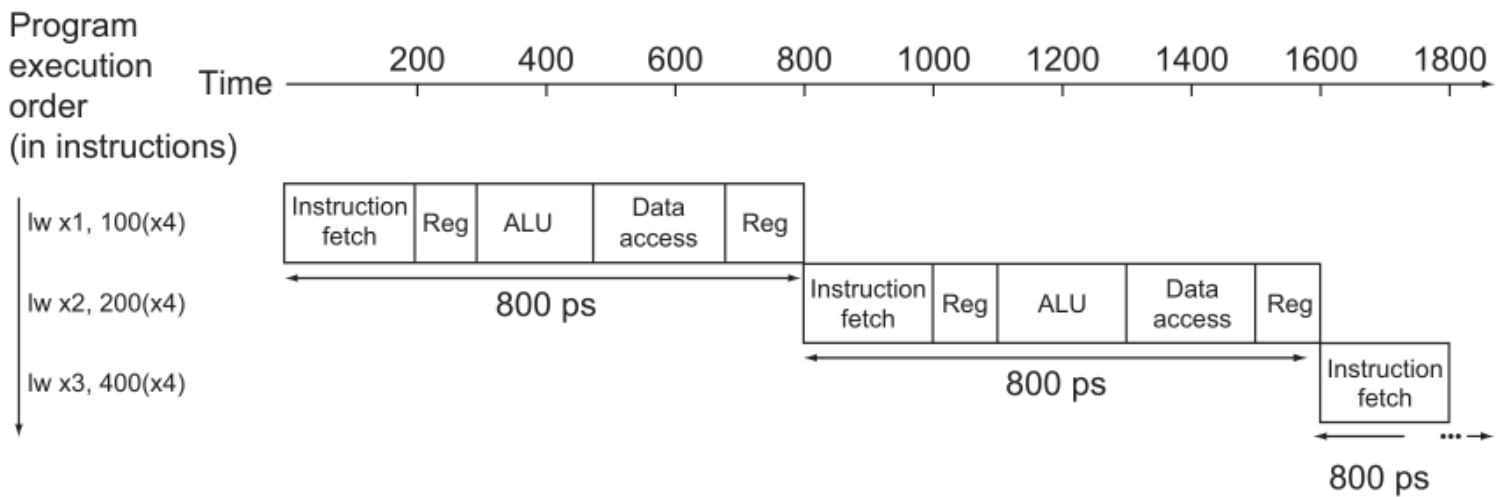 Program
execution
order
(in instructions)
Time
200 400 600 800 1000 1200 1400 1600 1800
lw x1, 100(x4)
Instruction
fetch
Reg
ALU
Data
access
Reg
800 ps
lw x2, 200(x4)
Instruction
fetch
Reg
ALU
Data
access
Reg
800 ps
lw x3, 400(x4)
Instruction
fetch
...
800 ps